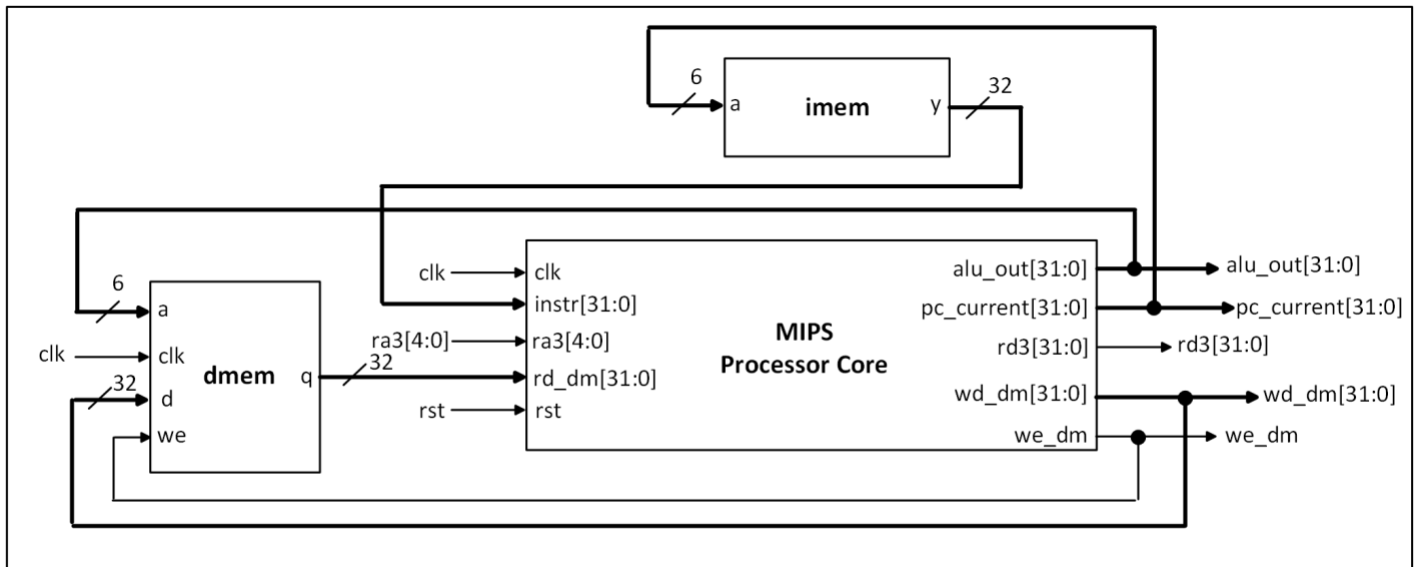 6
a
imem
y
32
6
a
clk
clk
32
d
we
dmem
q
32
clk
clk
instr[31:0]
ra3[4:0]
ra3[4:0]
rd_dm[31:0]
rst
rst
MIPS
Processor Core
alu_out[31:0]
pc_current[31:0]
rd3[31:0]
wd_dm[31:0]
we_dm
alu_out[31:0]
pc_current[31:0]
rd3[31:0]
wd_dm[31:0]
we_dm